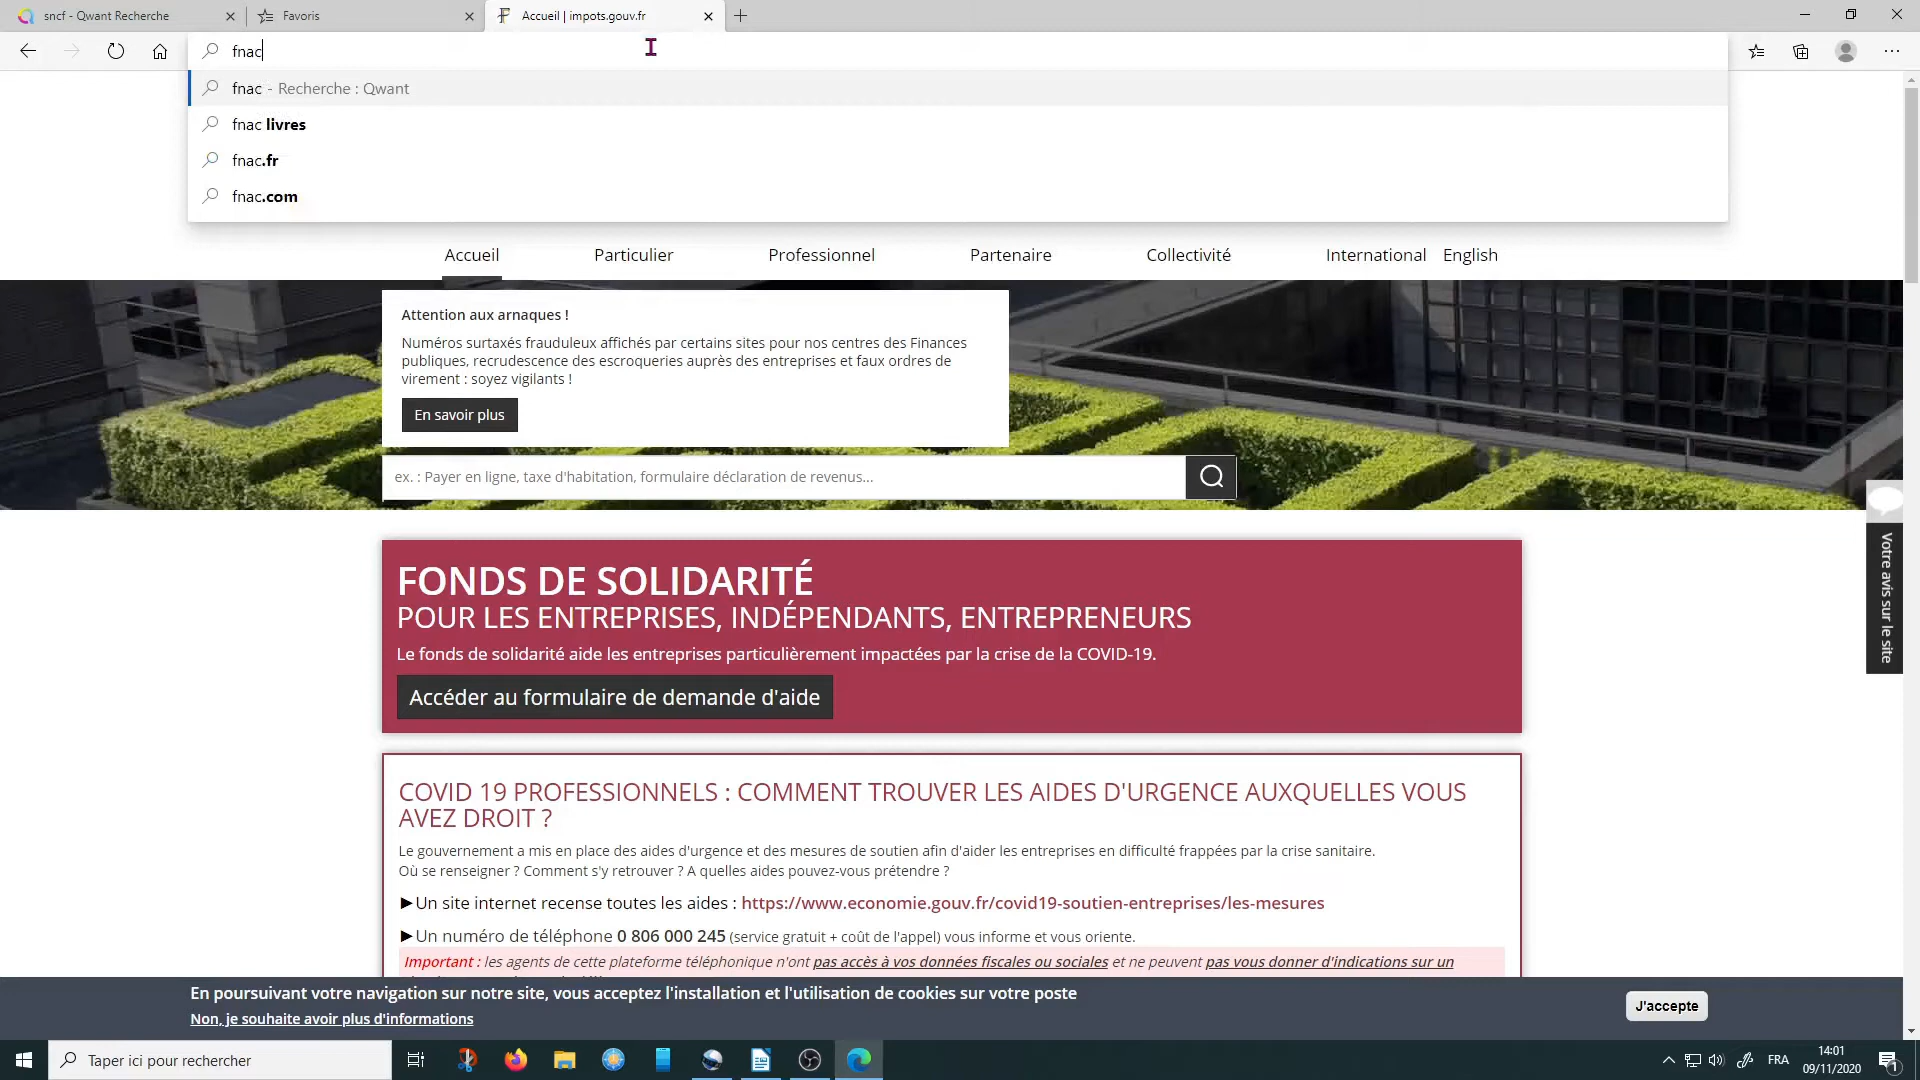 sncf - Qwant Recherche
Favoris
Accueil | impots.gouv.fr
fnac
fnac - Recherche : Qwant
fnac livres
fnac.fr
fnac.com
Accueil
Particulier
Professionnel
Partenaire
Collectivité
International
English
Attention aux arnaques !
Numéros surtaxés frauduleux affichés par certains sites pour nos centres des Finances
publiques, recrudescence des escroqueries auprès des entreprises et faux ordres de
virement : soyez vigilants !
En savoir plus
ex. : Payer en ligne, taxe d'habitation, formulaire déclaration de revenus...
Votre avis sur le site
FONDS DE SOLIDARITÉ
POUR LES ENTREPRISES, INDÉPENDANTS, ENTREPRENEURS
Le fonds de solidarité aide les entreprises particulièrement impactées par la crise de la COVID-19.
Accéder au formulaire de demande d'aide
COVID 19 PROFESSIONNELS : COMMENT TROUVER LES AIDES D'URGENCE AUXQUELLES VOUS
AVEZ DROIT ?
Le gouvernement a mis en place des aides d'urgence et des mesures de soutien afin d'aider les entreprises en difficulté frappées par la crise sanitaire.
Où se renseigner ? Comment s'y retrouver ? A quelles aides pouvez-vous prétendre ?
►Un site internet recense toutes les aides : https://www.economie.gouv.fr/covid19-soutien-entreprises/les-mesures
►Un numéro de téléphone 0 806 000 245 (service gratuit + coût de l'appel) vous informe et vous oriente.
Important : les agents de cette plateforme téléphonique n'ont pas accès à vos données fiscales ou sociales et ne peuvent pas vous donner d'indications sur un
En poursuivant votre navigation sur notre site, vous acceptez l'installation et l'utilisation de cookies sur votre poste
Non, je souhaite avoir plus d'informations
J'accepte
Taper ici pour rechercher
FRA
14:01
09/11/2020
1